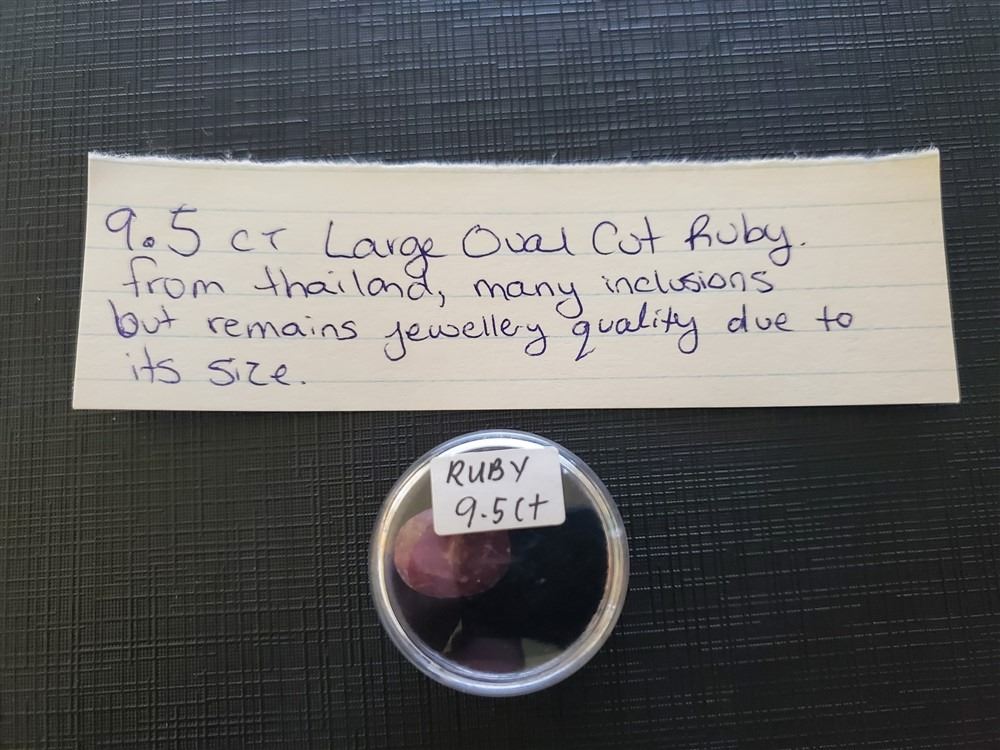 9.5 CT Large Oval Cut Ruby.
from thailand, many inclusions
but remains jewellery quality due to
its size.
RUBY
9.5Ct